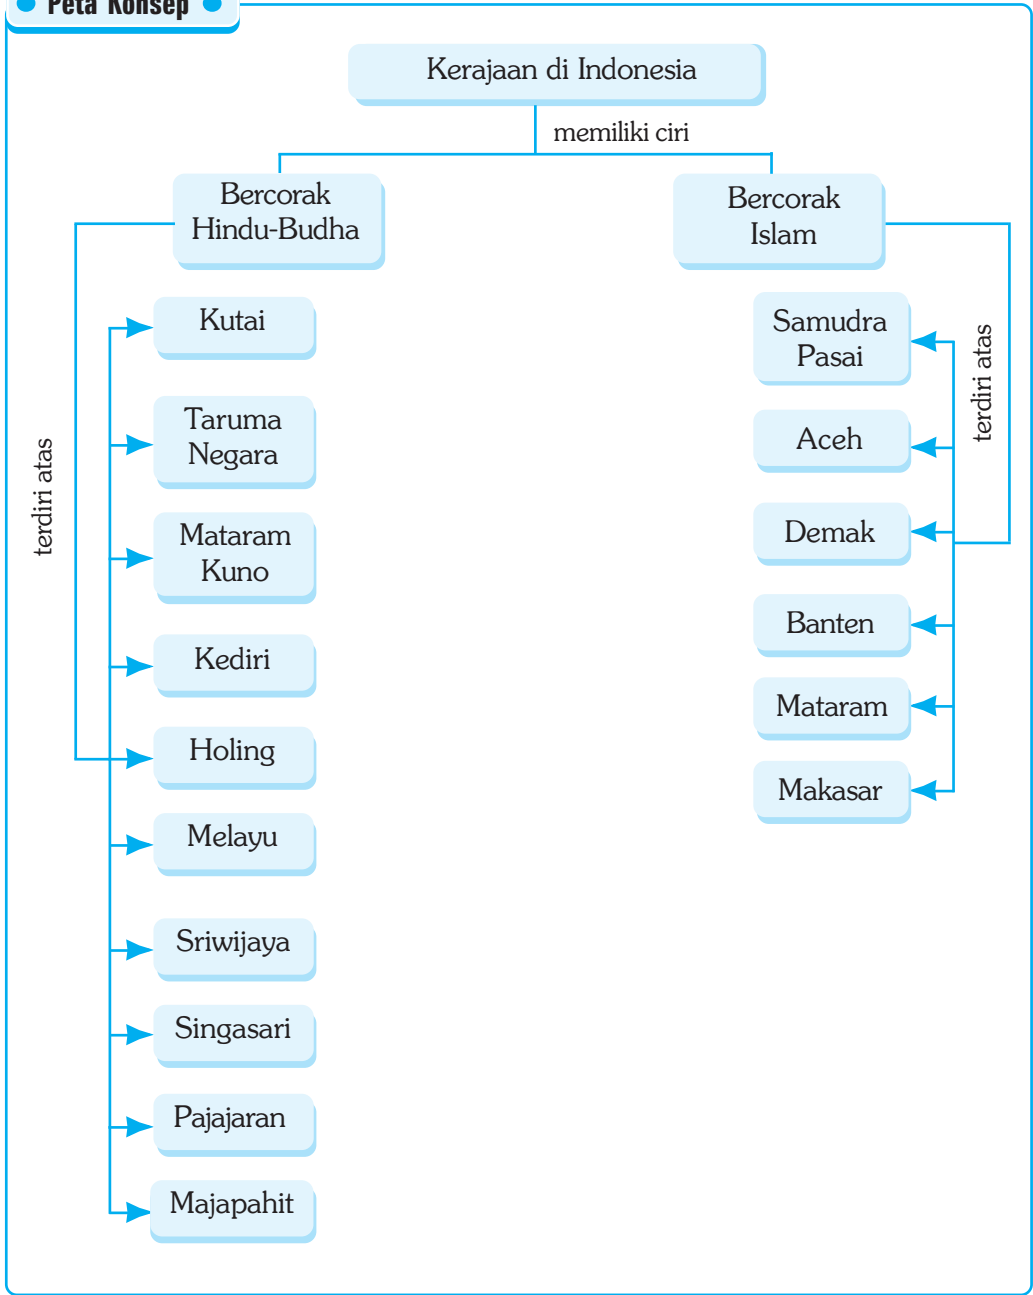 Peta Konsep
Kerajaan di Indonesia
memiliki ciri
Bercorak
Hindu-Budha
terdiri atas
Kutai
Taruma
Negara
Mataram
Kuno
Kediri
Holing
Melayu
Sriwijaya
Singasari
Pajajaran
Majapahit
Bercorak
Islam
terdiri atas
Samudra
Pasai
Aceh
Demak
Banten
Mataram
Makasar